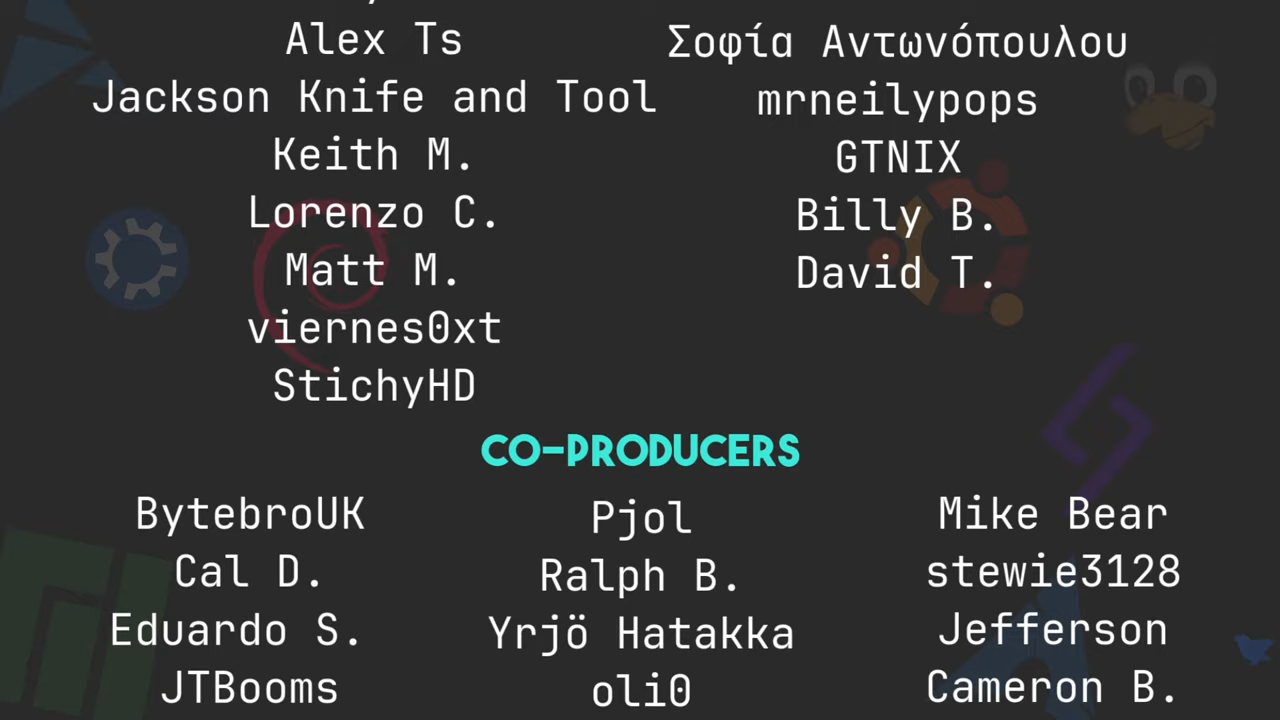 Alex Ts
Jackson Knife and Tool
Keith M.
Lorenzo C.
Matt M.
viernes0xt
StichyHD
Σοφία Αντωνόπουλου
mrneilypops
GTNIX
Billy B.
David T.
CO-PRODUCERS
BytebroUK
Cal D.
Eduardo S.
JTBooms
Pjol
Ralph B.
Yrjö Hatakka
oli0
Mike Bear
stewie3128
Jefferson
Cameron B.